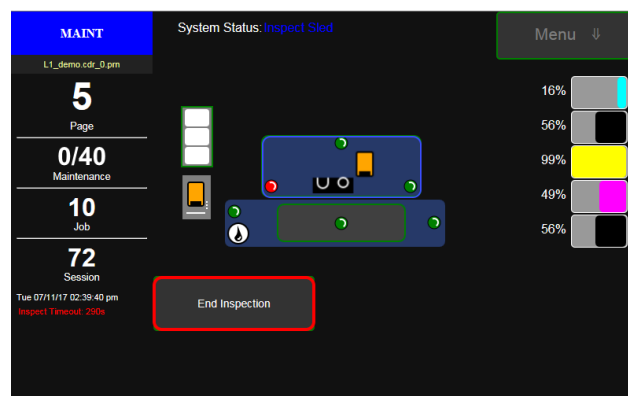 MAINT
System Status: Inspect Sled
Menu ⇩
L1_demo.cdr_0.pm
5
Page
0/40
Maintenance
10
Job
72
Session
Tue 07/11/17 02:39:40 pm
Inspect Timeout: 290s
16%
56%
99%
49%
56%
End Inspection